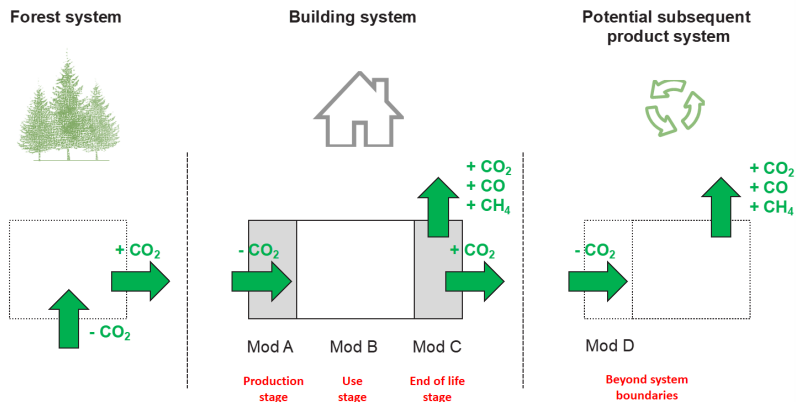 Forest system
Building system
Potential subsequent
product system
+ CO₂
- CO₂
+ CO₂
+ CO
+ CH₄
- CO₂
+ CO₂
+ CO₂
+ CO
+ CH₄
- CO₂
Mod A
Mod B
Mod C
Mod D
Production
stage
Use
stage
End of life
stage
Beyond system
boundaries